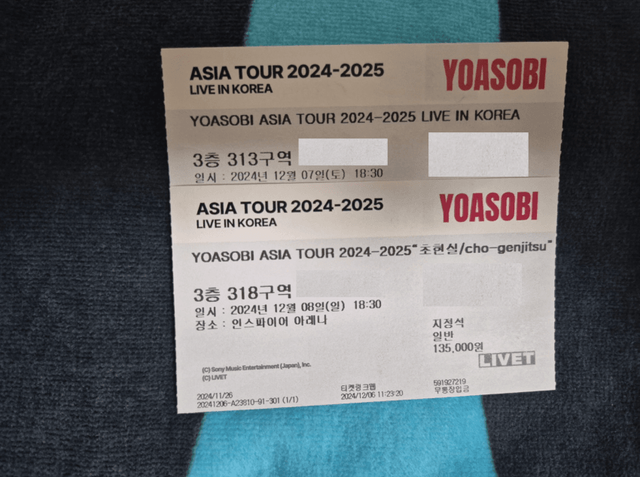 ASIA TOUR 2024-2025 YOASOBI
LIVE IN KOREA
YOASOBI ASIA TOUR 2024-2025 LIVE IN KOREA
3층 313구역
일시 : 2024년 12월 07일(토) 18:30
ASIA TOUR 2024-2025 YOASOBI
LIVE IN KOREA
YOASOBI ASIA TOUR 2024-2025"초현실/cho-genjitsu"
3층 318구역
일시 : 2024년 12월 08일(일) 18:30
장소 : 인스파이어 아레나
지정석
일반
135,000원
LIVET
(C) Sony Music Entertainment (Japan), Inc.
(C) LIVET
2024/11/26
20241206-A23810-91-301 (1/1)
티켓링크웹
2024/12/06 11:23:20
591927219
무통장입금